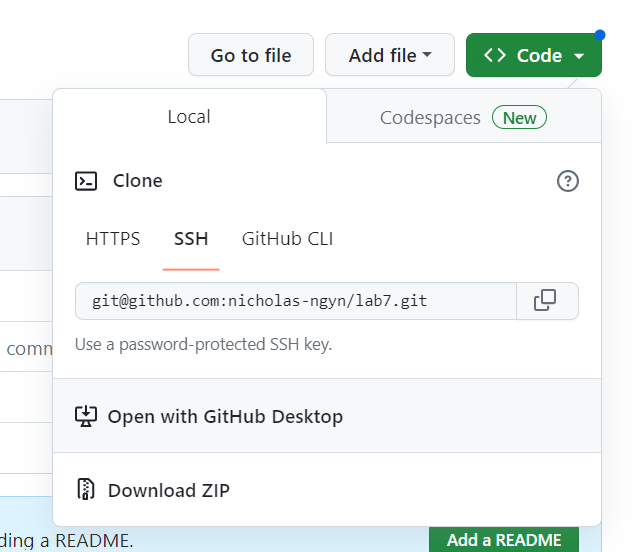 Go to file
Add file
Code
Local
Codespaces New
Clone
HTTPS SSH GitHub CLI
git@github.com:nicholas-ngyn/lab7.git
Use a password-protected SSH key.
comm
Open with GitHub Desktop
Download ZIP
ding a README.
Add a README